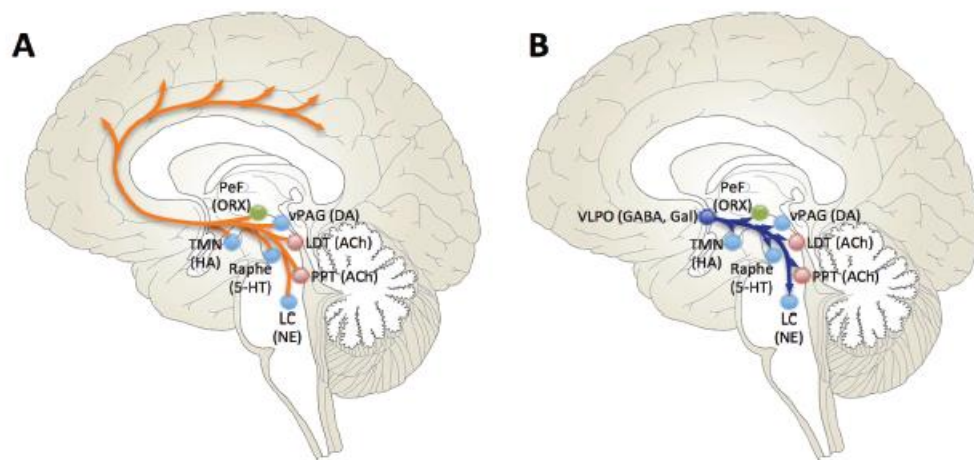 A
PeF
(ORX)
vPAG (DA)
LDT (ACh)
TMN
(HA)
Raphe
(5-HT)
PPT (ACh)
LC
(NE)
B
PeF
(ORX)
VLPO (GABA, Gal)
vPAG (DA)
LDT (ACh)
TMN
(HA)
Raphe
(5-HT)
PPT (ACh)
LC
(NE)